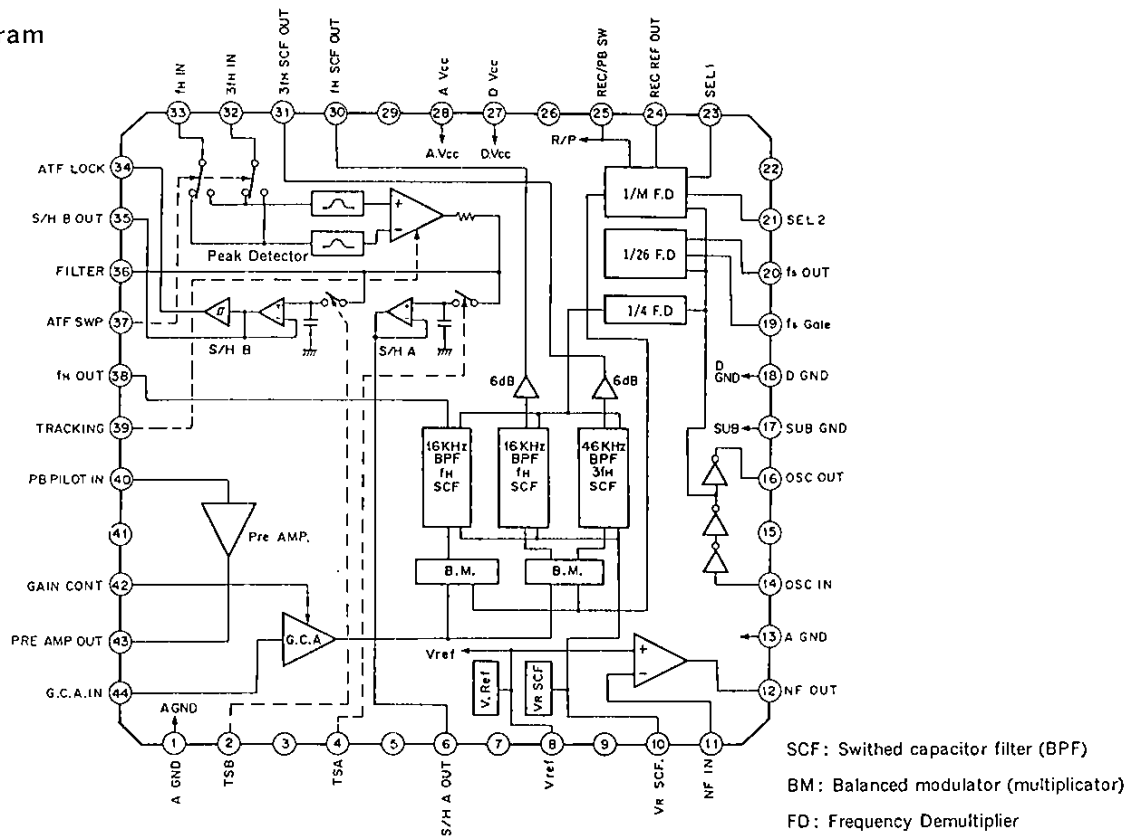 ram
fH IN
3fH IN
3fH SCF OUT
fH SCF OUT
A Vcc
D Vcc
REC/PB SW
REC REF OUT
SEL1
33
32
31
30
29
28
27
26
25
24
23
A.Vcc
D.Vcc
R/P
ATF LOCK 34
22
1/M F.D
S/H B OUT 35
21 SEL2
Peak Detector
1/26 F.D
FILTER 36
20 fs OUT
1/4 F.D
ATF SWP 37
19
S/H B
S/H A
fH OUT 38
6dB
6dB
D GND
18 D GND
TRACKING 39
SUB
17 SUB GND
16KHz BPF fH SCF
16KHz BPF fH SCF
46KHz BPF 3fH SCF
PB PILOT IN 40
16 OSC OUT
41
Pre AMP.
15
B.M.
B.M.
GAIN CONT 42
14 OSC IN
PRE AMP OUT 43
G.C.A
13 A GND
Vref
+
−
V. Ref
VR SCF
G.C.A. IN 44
12 NF OUT
A GND
1
2
3
4
5
6
7
8
9
10
11
A GND
TSB
TSA
S/H A OUT
Vref
VR SCF.
NF IN
SCF: Swithed capacitor filter (BPF)
BM: Balanced modulator (multiplicator)
FD: Frequency Demultiplier